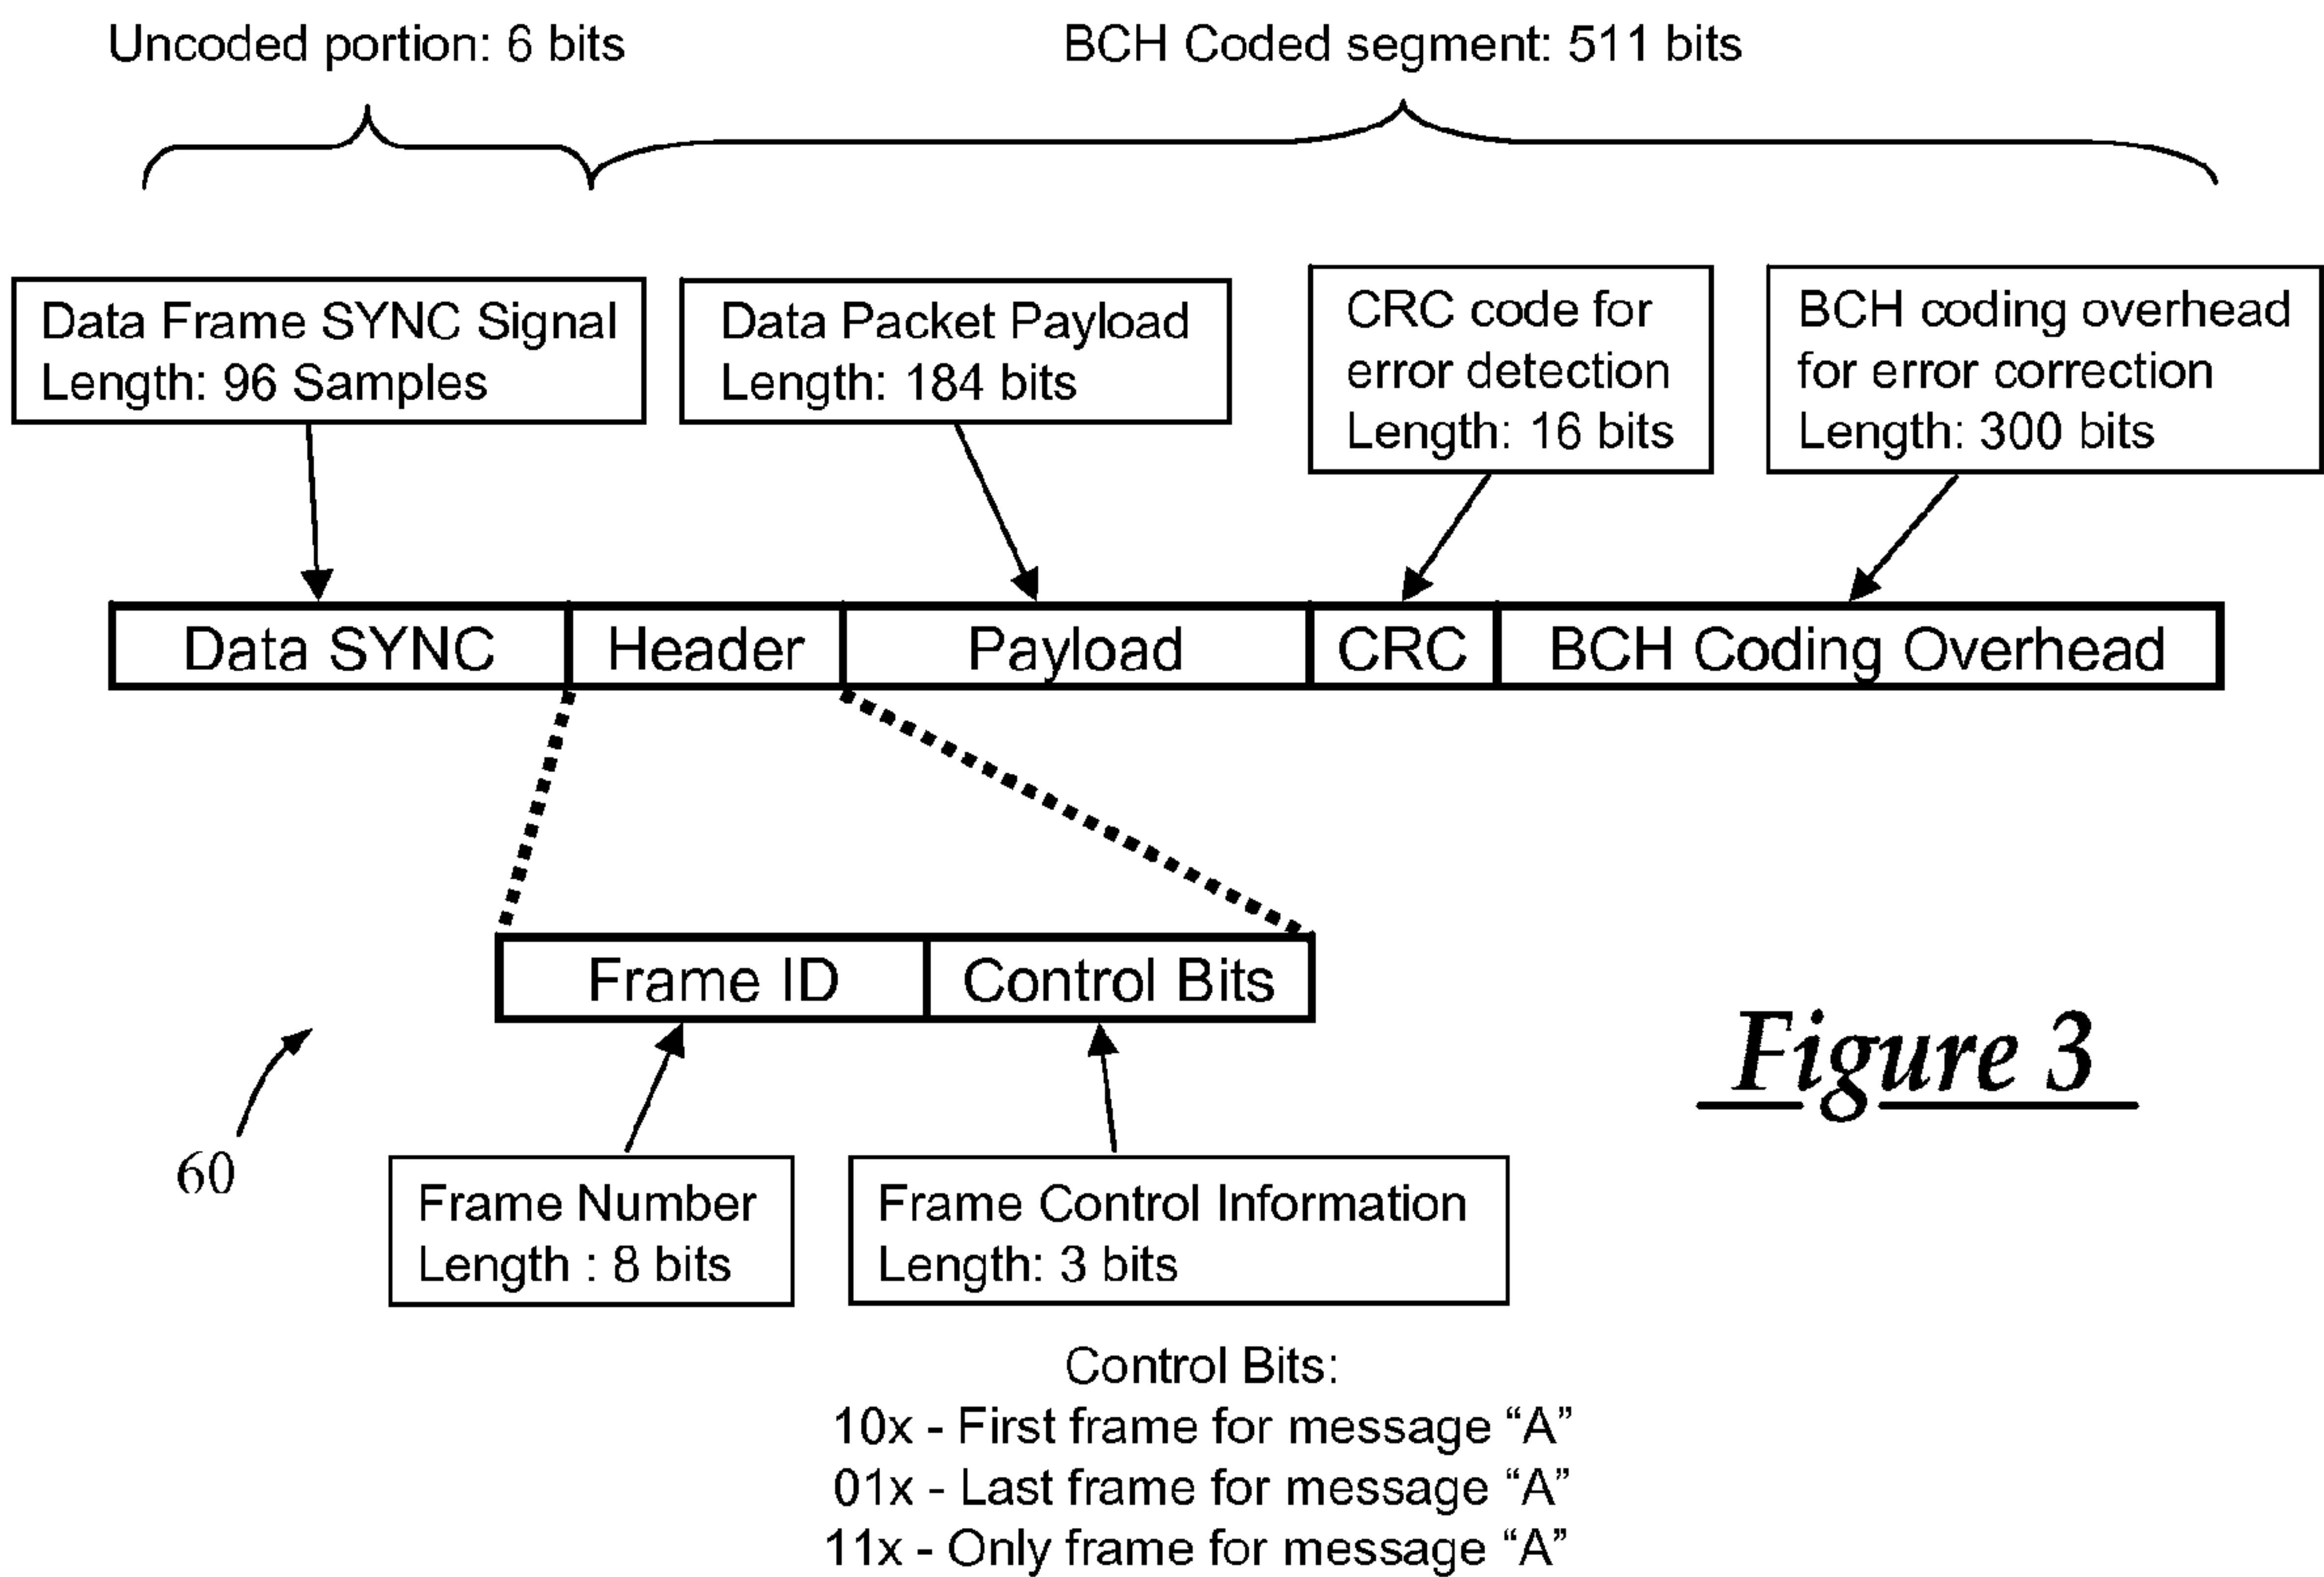 Uncoded portion: 6 bits
BCH Coded segment: 511 bits
Data Frame SYNC Signal
Length: 96 Samples
Data Packet Payload
Length: 184 bits
CRC code for
error detection
Length: 16 bits
BCH coding overhead
for error correction
Length: 300 bits
Data SYNC
Header
Payload
CRC
BCH Coding Overhead
Frame ID
Control Bits
Figure 3
60
Frame Number
Length : 8 bits
Frame Control Information
Length: 3 bits
Control Bits:
10x - First frame for message “A”
01x - Last frame for message “A”
11x - Only frame for message “A”